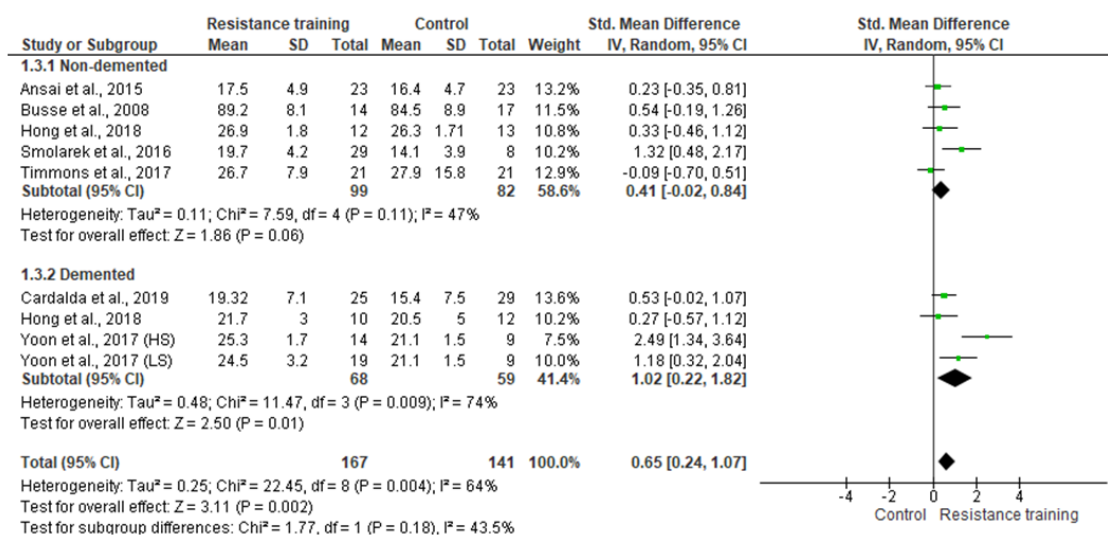 Resistance training Control Std. Mean Difference Std. Mean Difference
Study or Subgroup Mean SD Total Mean SD Total Weight IV, Random, 95% CI IV, Random, 95% CI
1.3.1 Non-demented
Ansai et al., 2015 17.5 4.9 23 16.4 4.7 23 13.2% 0.23 [-0.35, 0.81]
Busse et al., 2008 89.2 8.1 14 84.5 8.9 17 11.5% 0.54 [-0.19, 1.26]
Hong et al., 2018 26.9 1.8 12 26.3 1.71 13 10.8% 0.33 [-0.46, 1.12]
Smolarek et al., 2016 19.7 4.2 29 14.1 3.9 8 10.2% 1.32 [0.48, 2.17]
Timmons et al., 2017 26.7 7.9 21 27.9 15.8 21 12.9% -0.09 [-0.70, 0.51]
Subtotal (95% CI) 99 82 58.6% 0.41 [-0.02, 0.84]
Heterogeneity: Tau² = 0.11; Chi² = 7.59, df = 4 (P = 0.11); I² = 47%
Test for overall effect: Z = 1.86 (P = 0.06)
1.3.2 Demented
Cardalda et al., 2019 19.32 7.1 25 15.4 7.5 29 13.6% 0.53 [-0.02, 1.07]
Hong et al., 2018 21.7 3 10 20.5 5 12 10.2% 0.27 [-0.57, 1.12]
Yoon et al., 2017 (HS) 25.3 1.7 14 21.1 1.5 9 7.5% 2.49 [1.34, 3.64]
Yoon et al., 2017 (LS) 24.5 3.2 19 21.1 1.5 9 10.0% 1.18 [0.32, 2.04]
Subtotal (95% CI) 68 59 41.4% 1.02 [0.22, 1.82]
Heterogeneity: Tau² = 0.48; Chi² = 11.47, df = 3 (P = 0.009); I² = 74%
Test for overall effect: Z = 2.50 (P = 0.01)
Total (95% CI) 167 141 100.0% 0.65 [0.24, 1.07]
Heterogeneity: Tau² = 0.25; Chi² = 22.45, df = 8 (P = 0.004); I² = 64%
Test for overall effect: Z = 3.11 (P = 0.002)
Test for subgroup differences: Chi² = 1.77, df = 1 (P = 0.18), I² = 43.5%
-4 -2 0 2 4
Control Resistance training